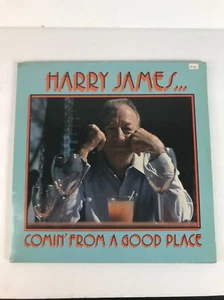 HARRY JAMES...
COMIN' FROM A GOOD PLACE